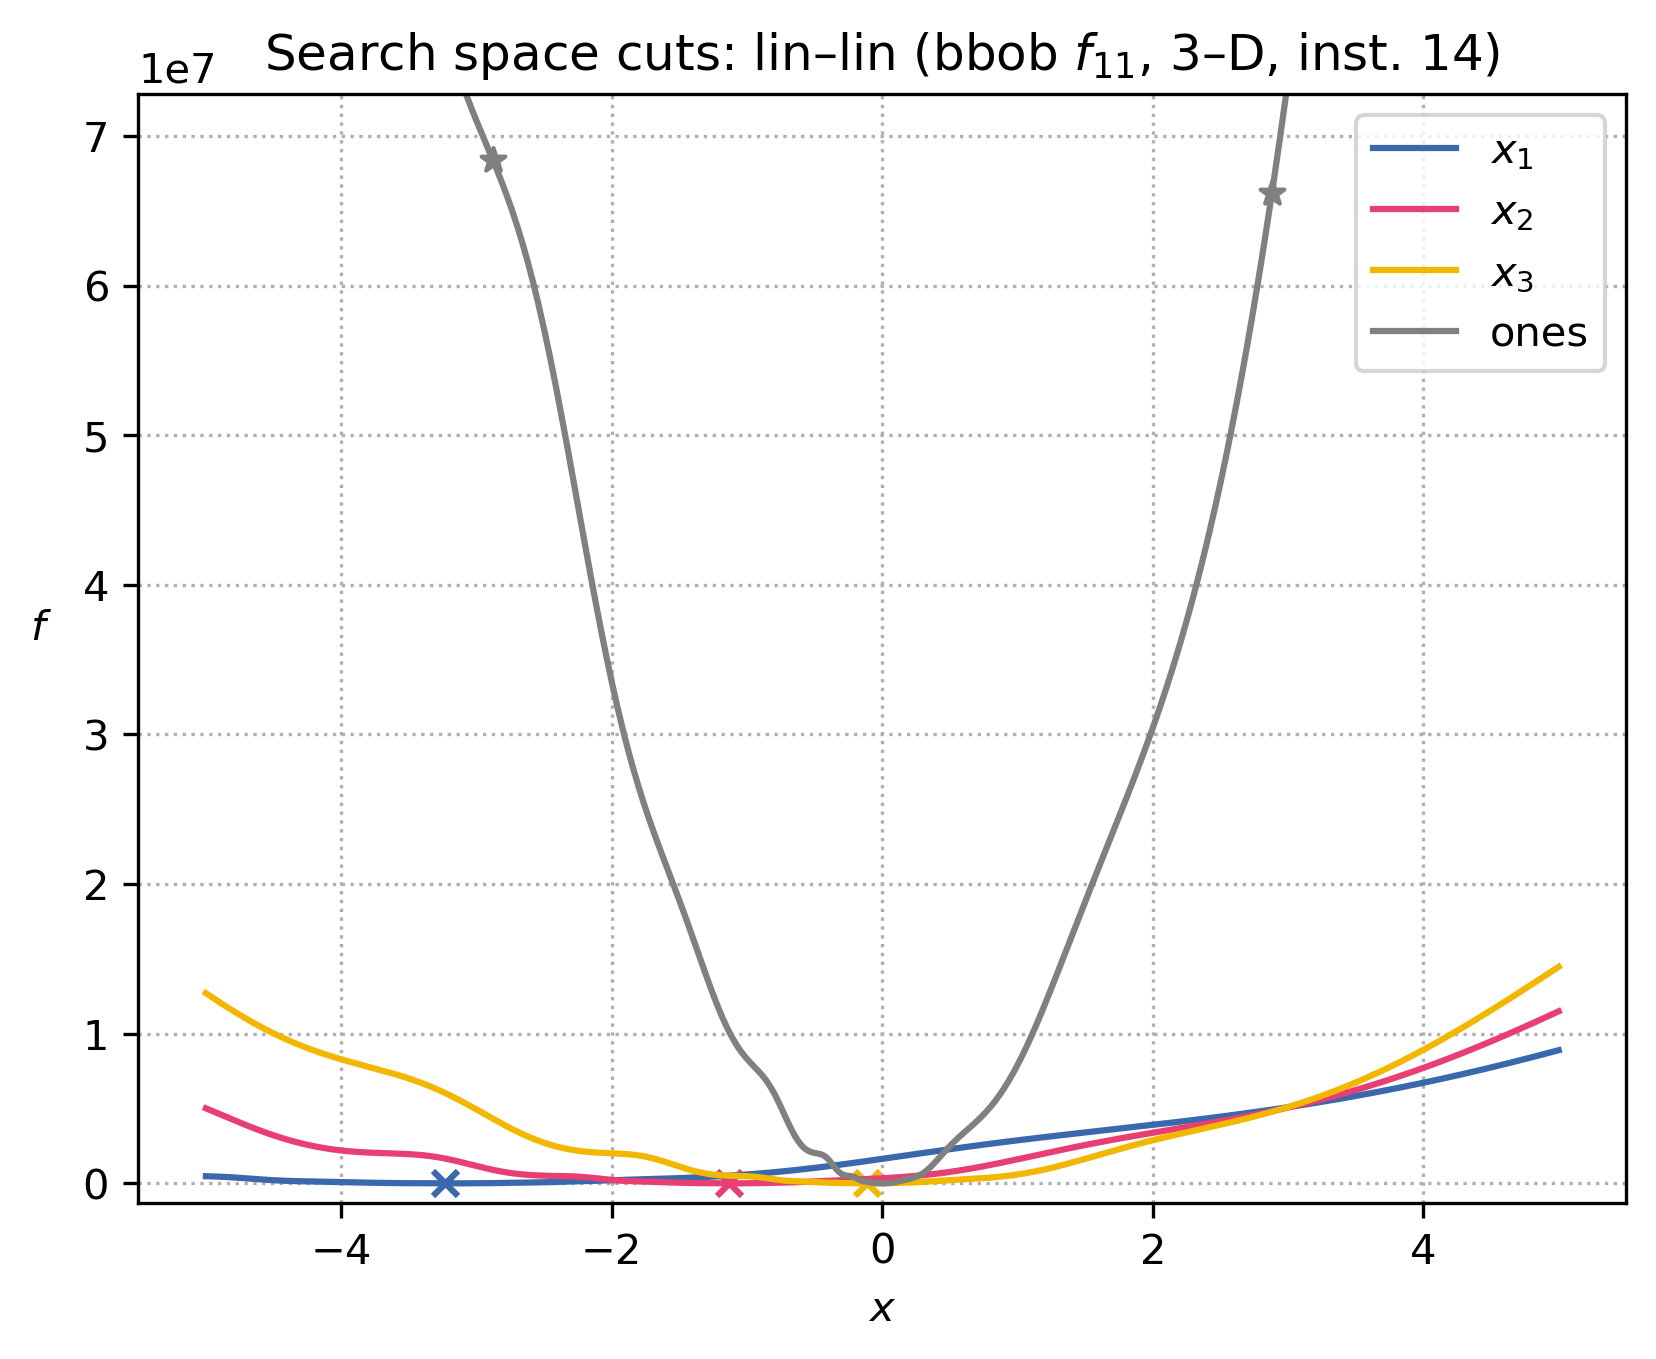 Search space cuts: lin–lin (bbob f₁₁, 3–D, inst. 14)
1e7
7
6
5
4
3
2
1
0
f
−4
−2
0
2
4
x
x₁
x₂
x₃
ones